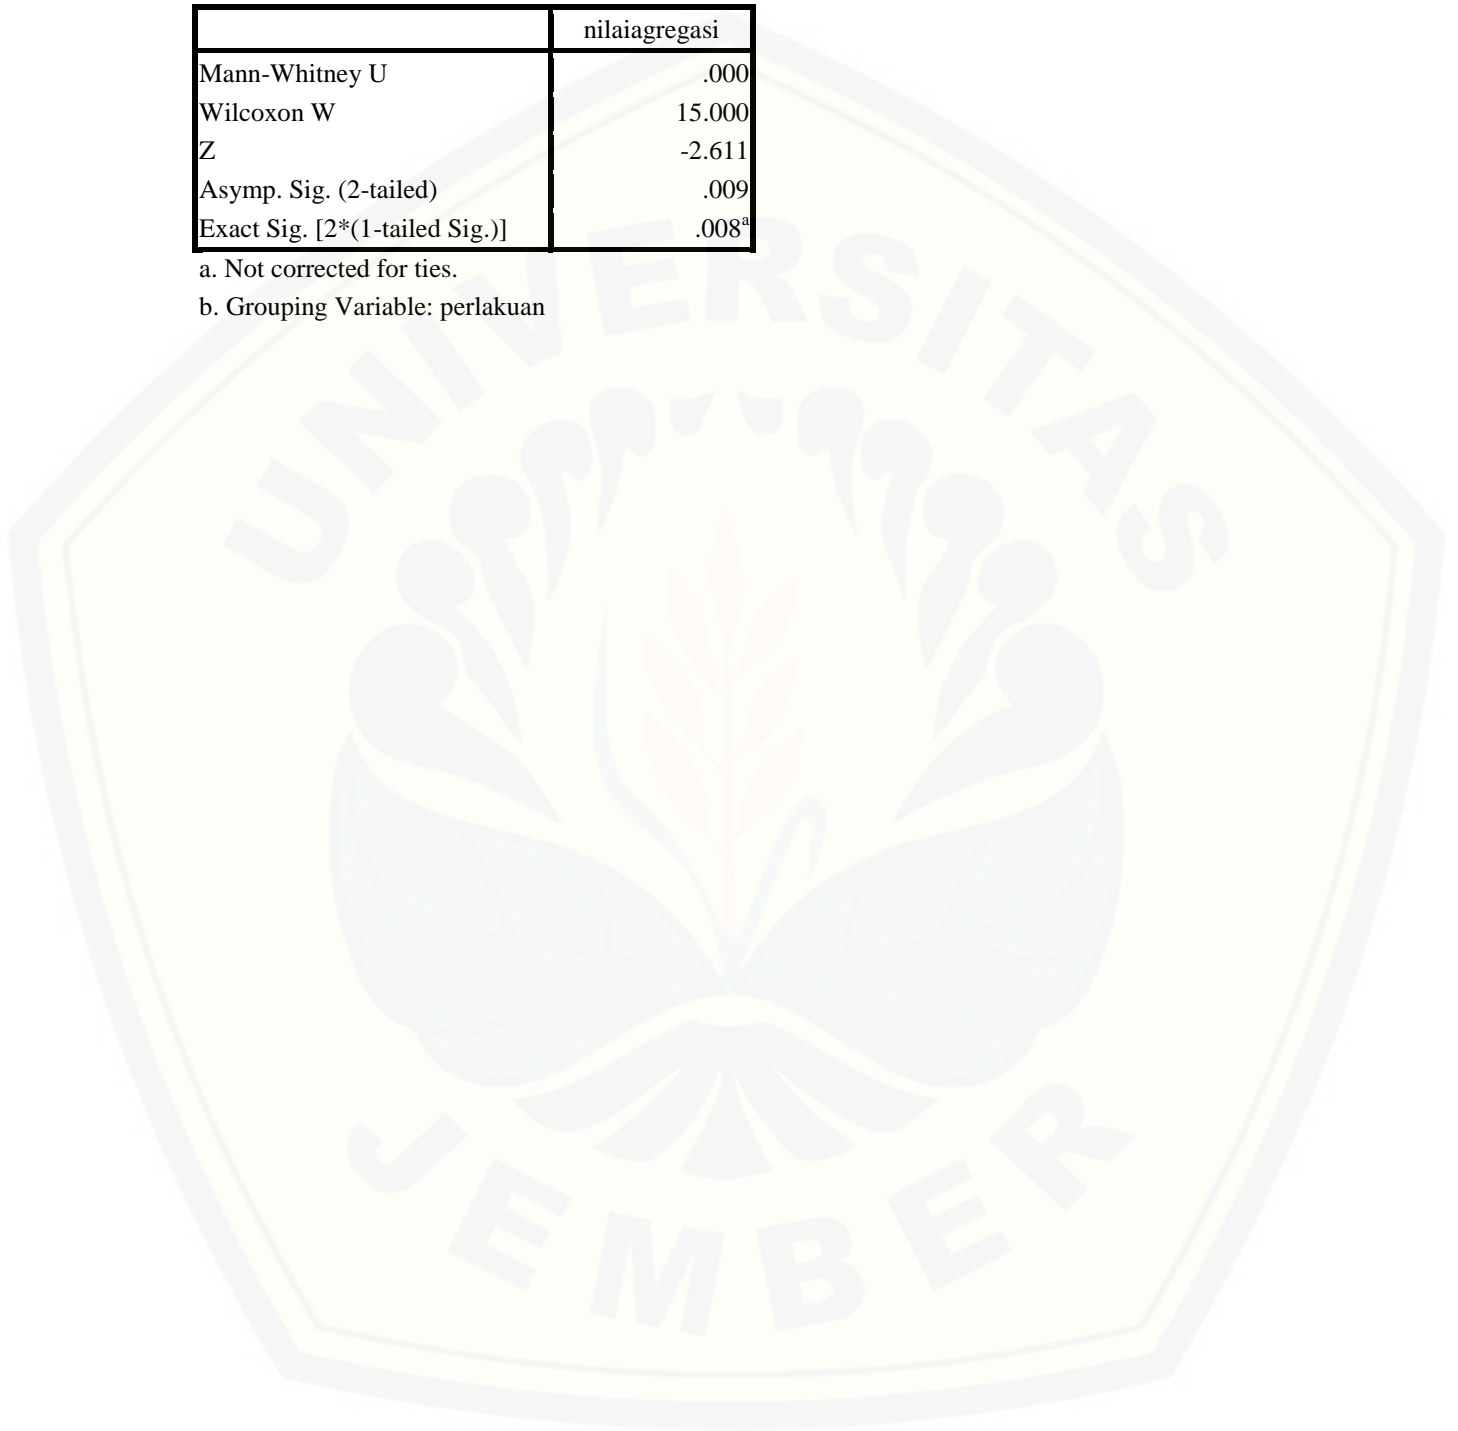 nilaiagregasi
Mann-Whitney U .000
Wilcoxon W 15.000
Z -2.611
Asymp. Sig. (2-tailed) .009
Exact Sig. [2*(1-tailed Sig.)] .008a
a. Not corrected for ties.
b. Grouping Variable: perlakuan
UNIVERSITAS
JEMBER